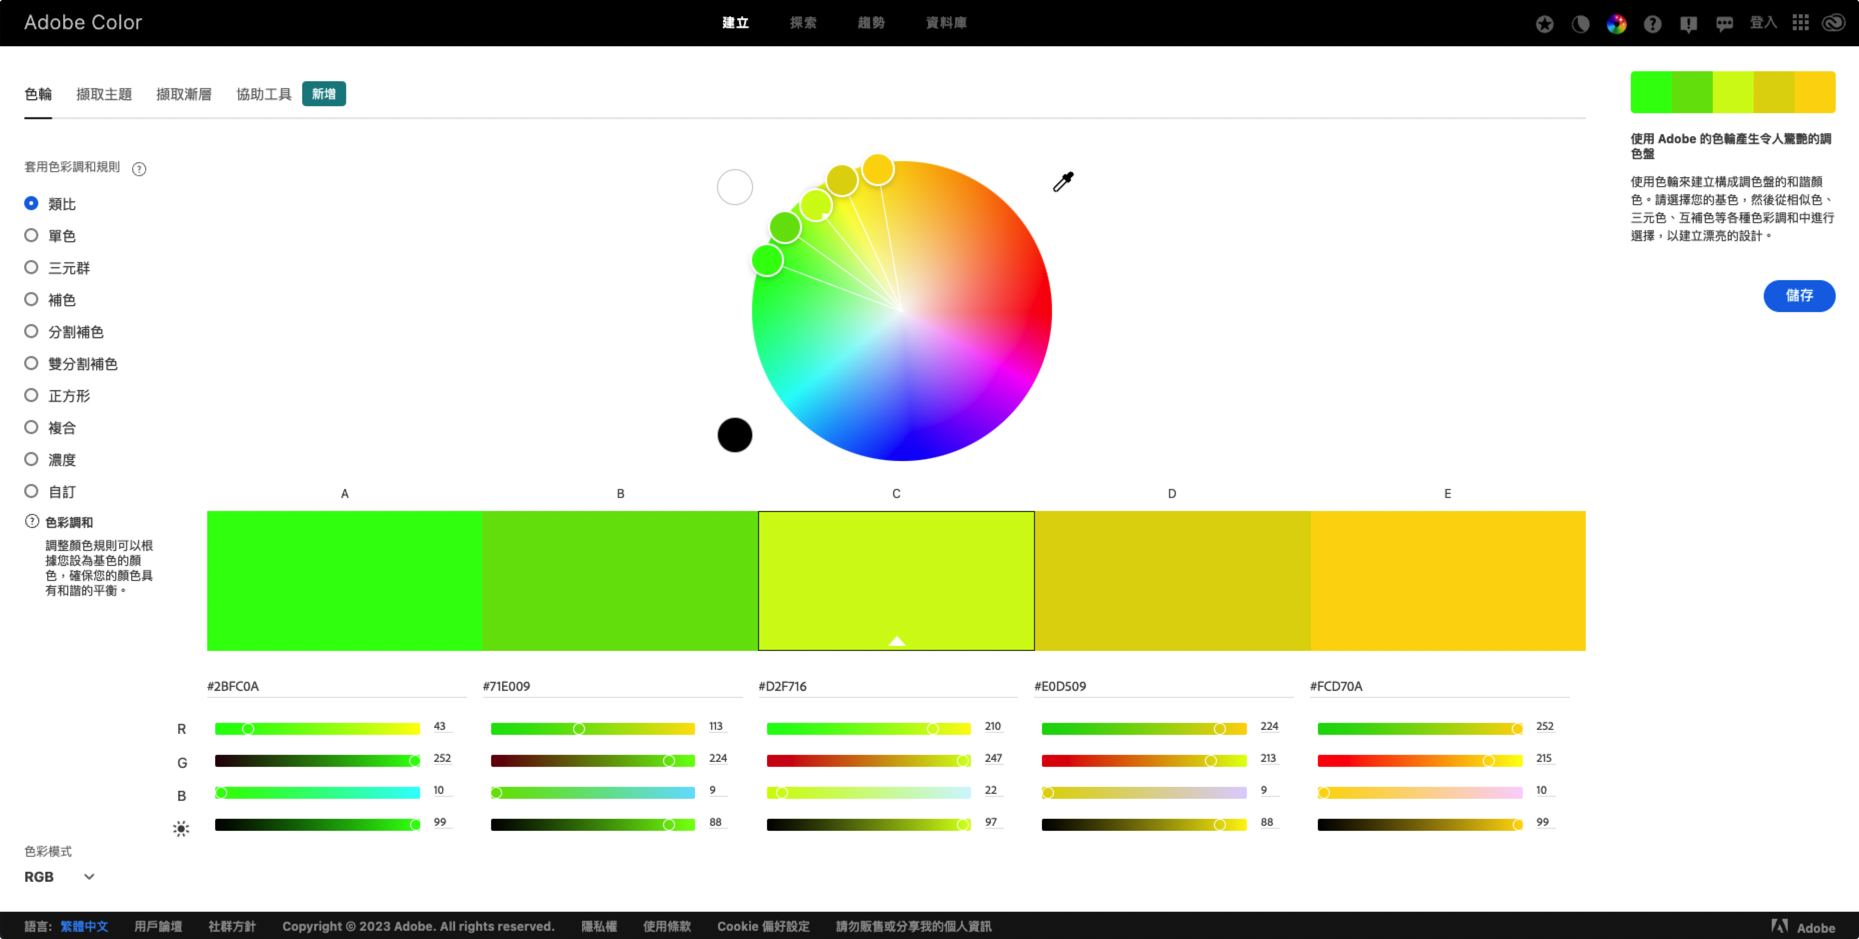 Adobe Color
建立
探索
趨勢
資料庫
登入
色輪
擷取主題
擷取漸層
協助工具
新增
套用色彩調和規則
類比
單色
三元群
補色
分割補色
雙分割補色
正方形
複合
濃度
自訂
色彩調和
調整顏色規則可以根
據您設為基色的顏
色，確保您的顏色具
有和諧的平衡。
使用 Adobe 的色輪產生令人驚艷的調
色盤
使用色輪來建立構成調色盤的和諧顏
色。請選擇您的基色，然後從相似色、
三元色、互補色等各種色彩調和中進行
選擇，以建立漂亮的設計。
儲存
A B C D E
#2BFC0A #71E009 #D2F716 #E0D509 #FCD70A
R 43 113 210 224 252
G 252 224 247 213 215
B 10 9 22 9 10
99 88 97 88 99
色彩模式
RGB
語言: 繁體中文 用戶論壇 社群方針 Copyright © 2023 Adobe. All rights reserved. 隱私權 使用條款 Cookie 偏好設定 請勿販售或分享我的個人資訊 Adobe